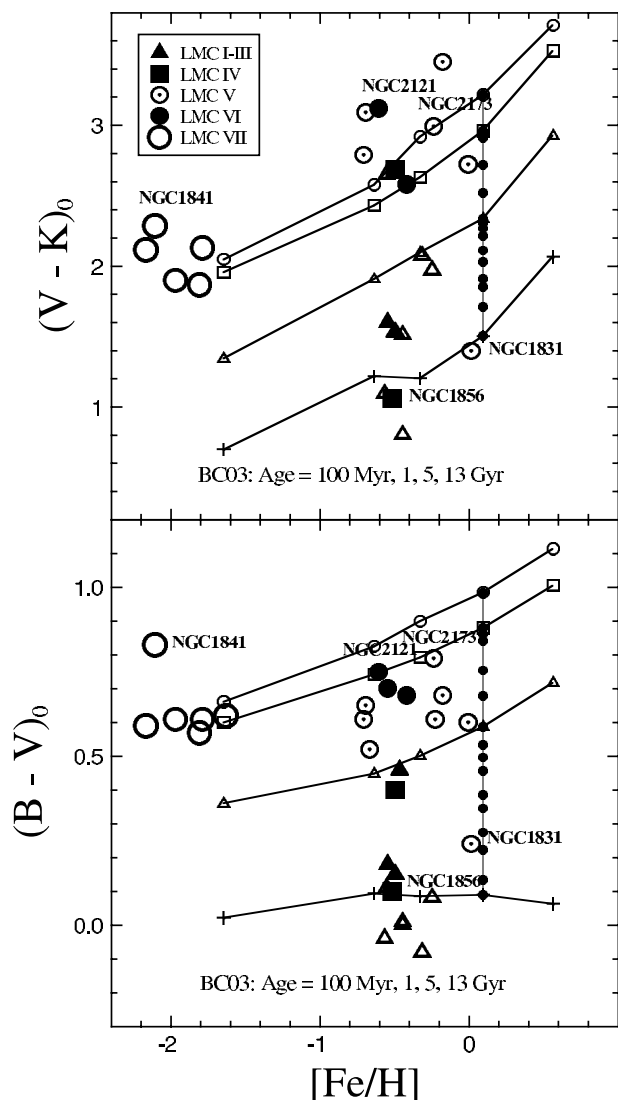 LMC I-III
LMC IV
LMC V
LMC VI
LMC VII
NGC2121
NGC2173
NGC1841
NGC1831
NGC1856
BC03: Age = 100 Myr, 1, 5, 13 Gyr
3
2
1
(V - K)0
NGC1841
NGC2121
NGC2173
NGC1831
NGC1856
BC03: Age = 100 Myr, 1, 5, 13 Gyr
1.0
0.5
0.0
(B - V)0
-2 -1 0
[Fe/H]